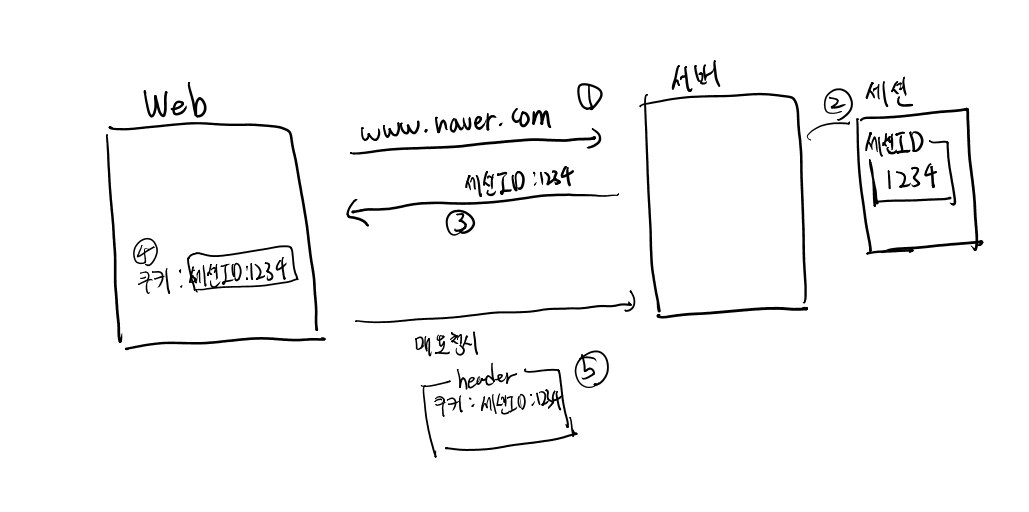 Web
서버
①
www.naver.com
②
세션
세션ID
1234
세션ID:1234
③
④
쿠키 : 세션ID:1234
매요청시
⑤
header
쿠키 : 세션ID:1234